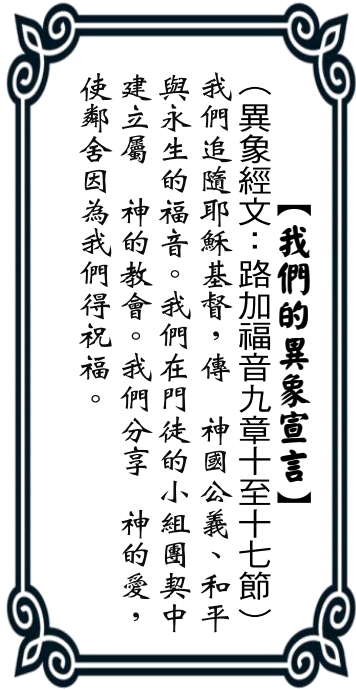 【我們的異象宣言】
（異象經文：路加福音九章十至十七節）
我們追隨耶穌基督，傳　神國公義、和平
與永生的福音。我們在門徒的小組團契中
建立屬　神的教會。我們分享　神的愛，
使鄰舍因為我們得祝福。